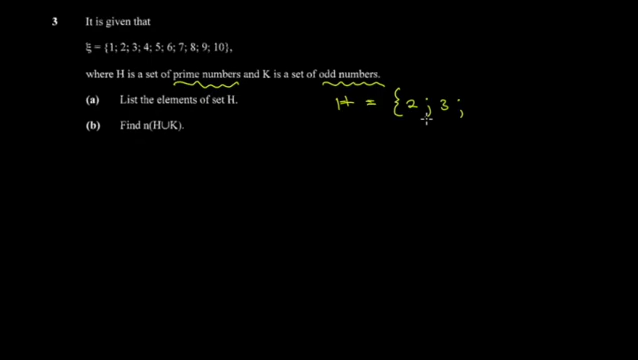 3 It is given that
ξ = {1; 2; 3; 4; 5; 6; 7; 8; 9; 10},
where H is a set of prime numbers and K is a set of odd numbers.
(a) List the elements of set H.
H = {2 ; 3 ;
(b) Find n(H∪K).